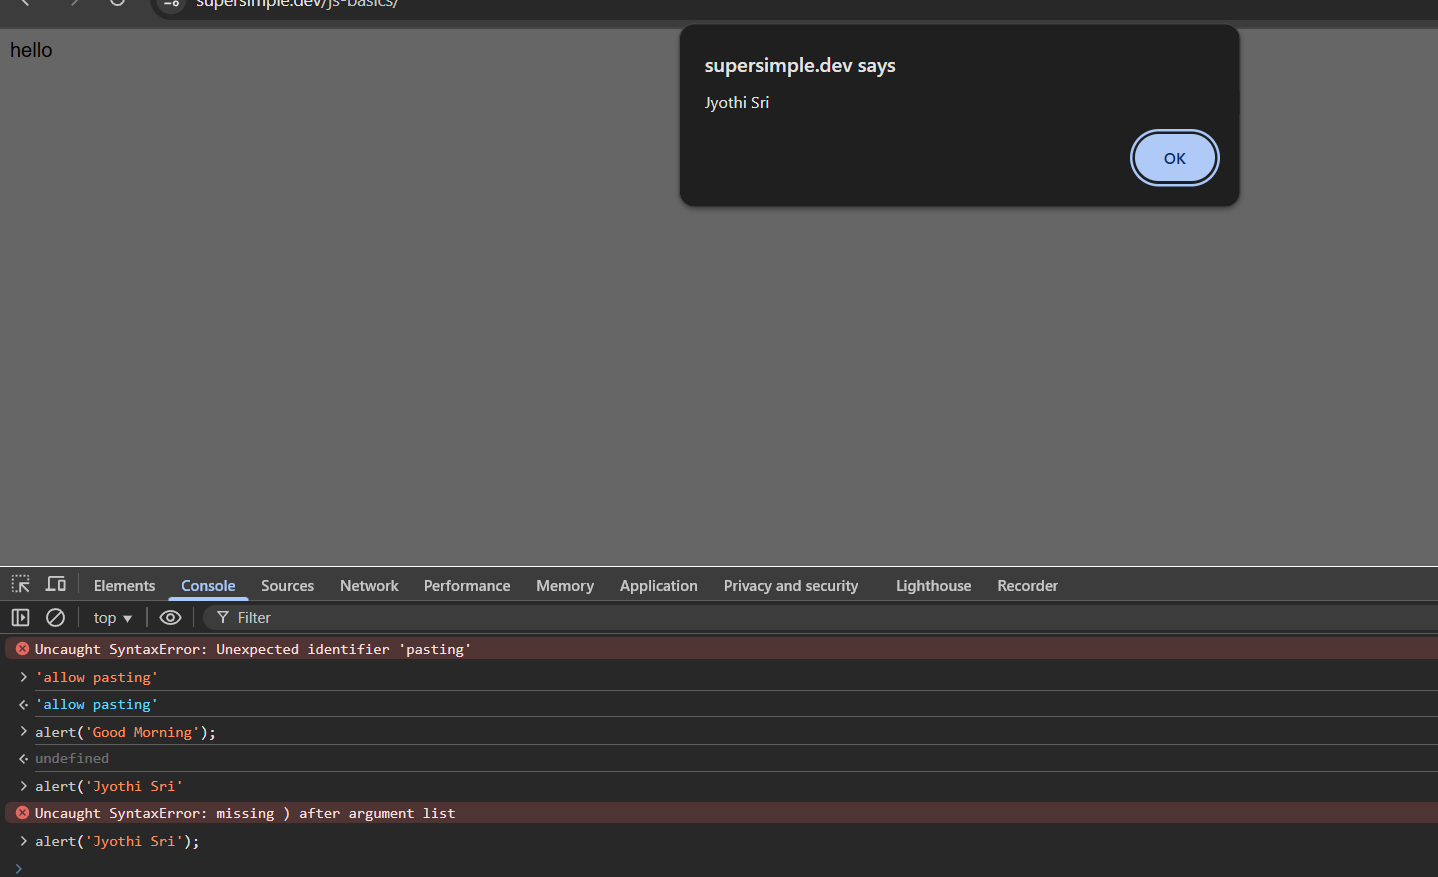 supersimple.dev/js-basics/
hello
supersimple.dev says
Jyothi Sri
OK
Elements Console Sources Network Performance Memory Application Privacy and security Lighthouse Recorder
top Filter
Uncaught SyntaxError: Unexpected identifier 'pasting'
'allow pasting'
'allow pasting'
alert('Good Morning');
undefined
alert('Jyothi Sri'
Uncaught SyntaxError: missing ) after argument list
alert('Jyothi Sri');